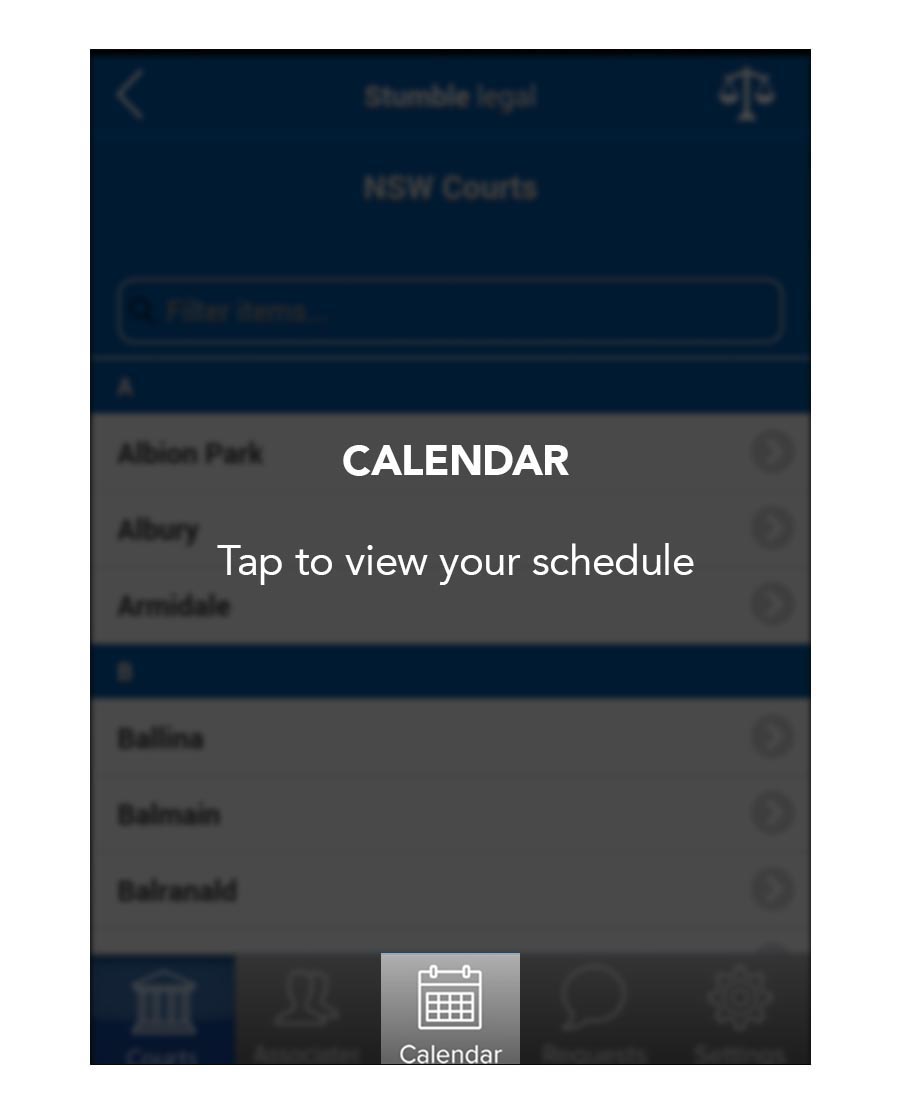 Stumble legal
NSW Courts
Filter items...
A
Albion Park
CALENDAR
Albury
Tap to view your schedule
Armidale
B
Ballina
Balmain
Balranald
Courts
Associates
Calendar
Requests
Settings